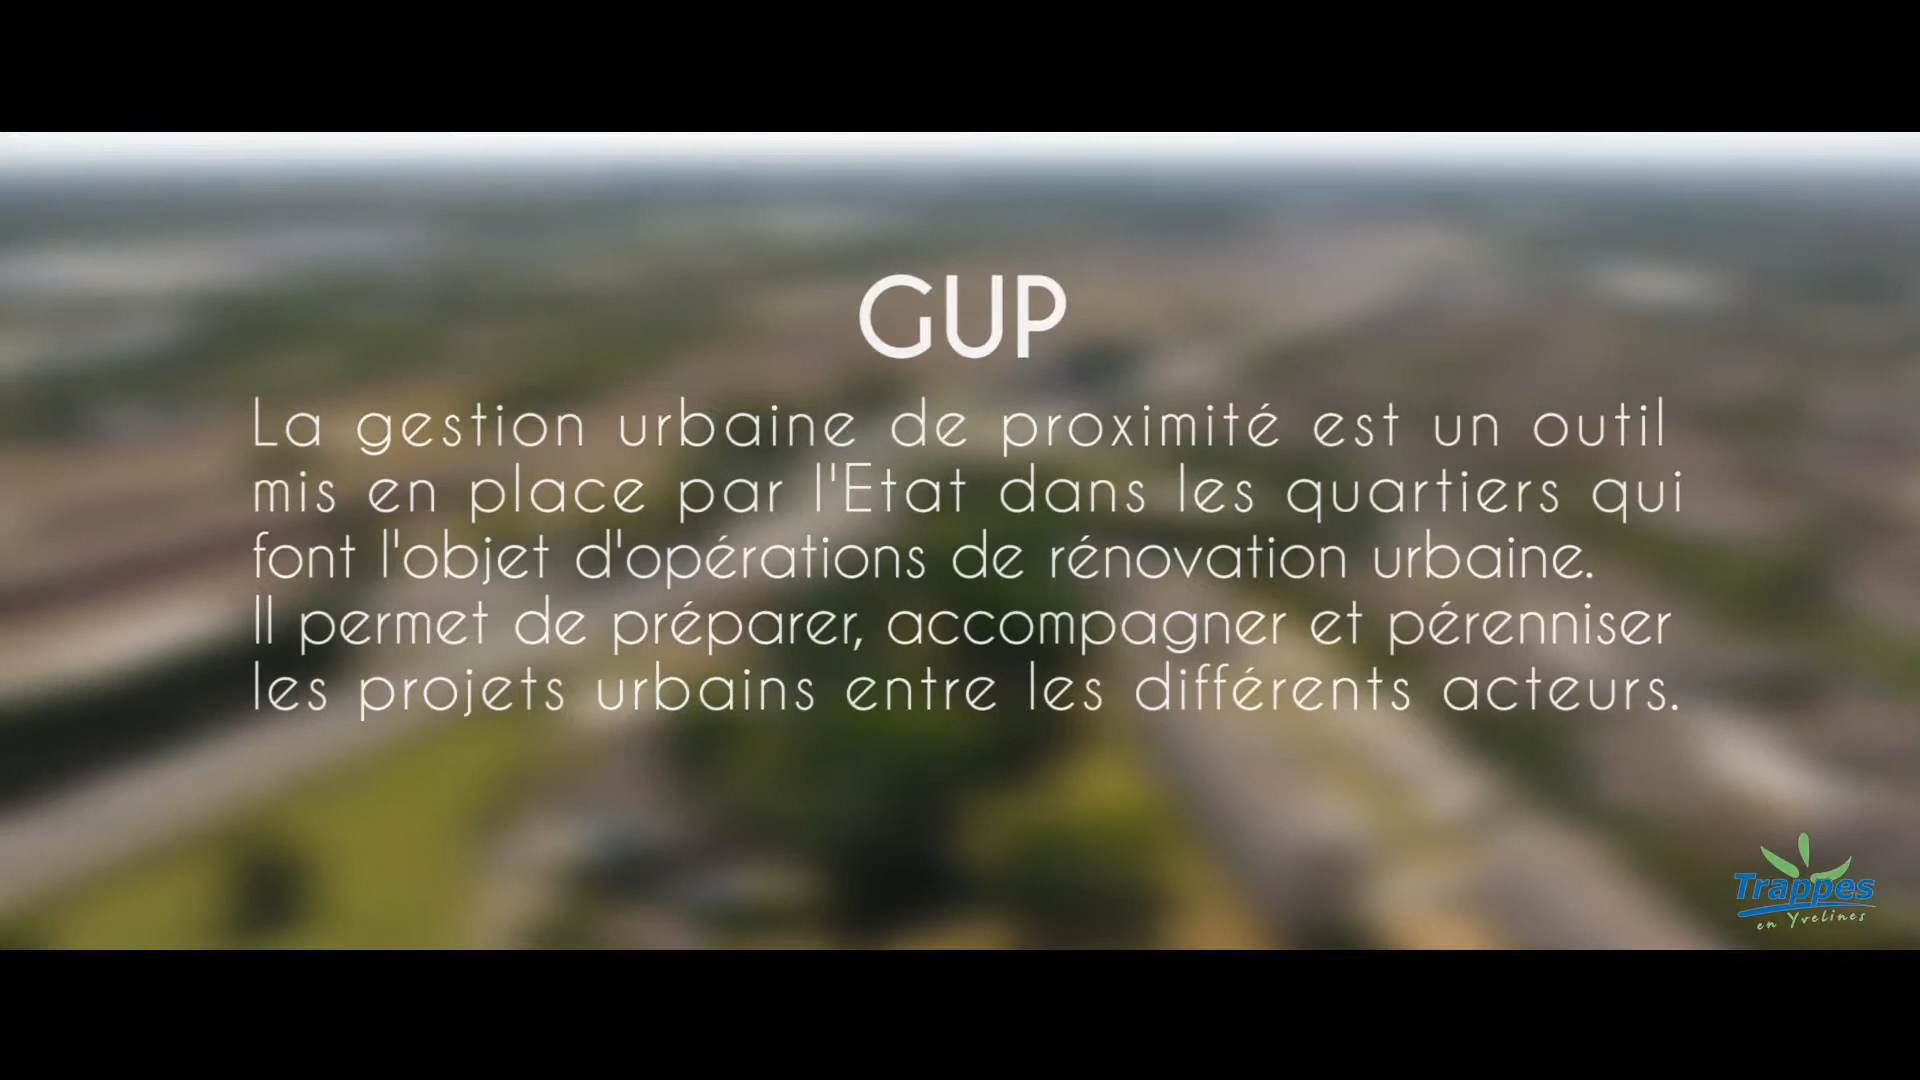 GUP
La gestion urbaine de proximité est un outil
mis en place par l'Etat dans les quartiers qui
font l'objet d'opérations de rénovation urbaine.
Il permet de préparer, accompagner et pérenniser
les projets urbains entre les différents acteurs.
Trappes
en Yvelines